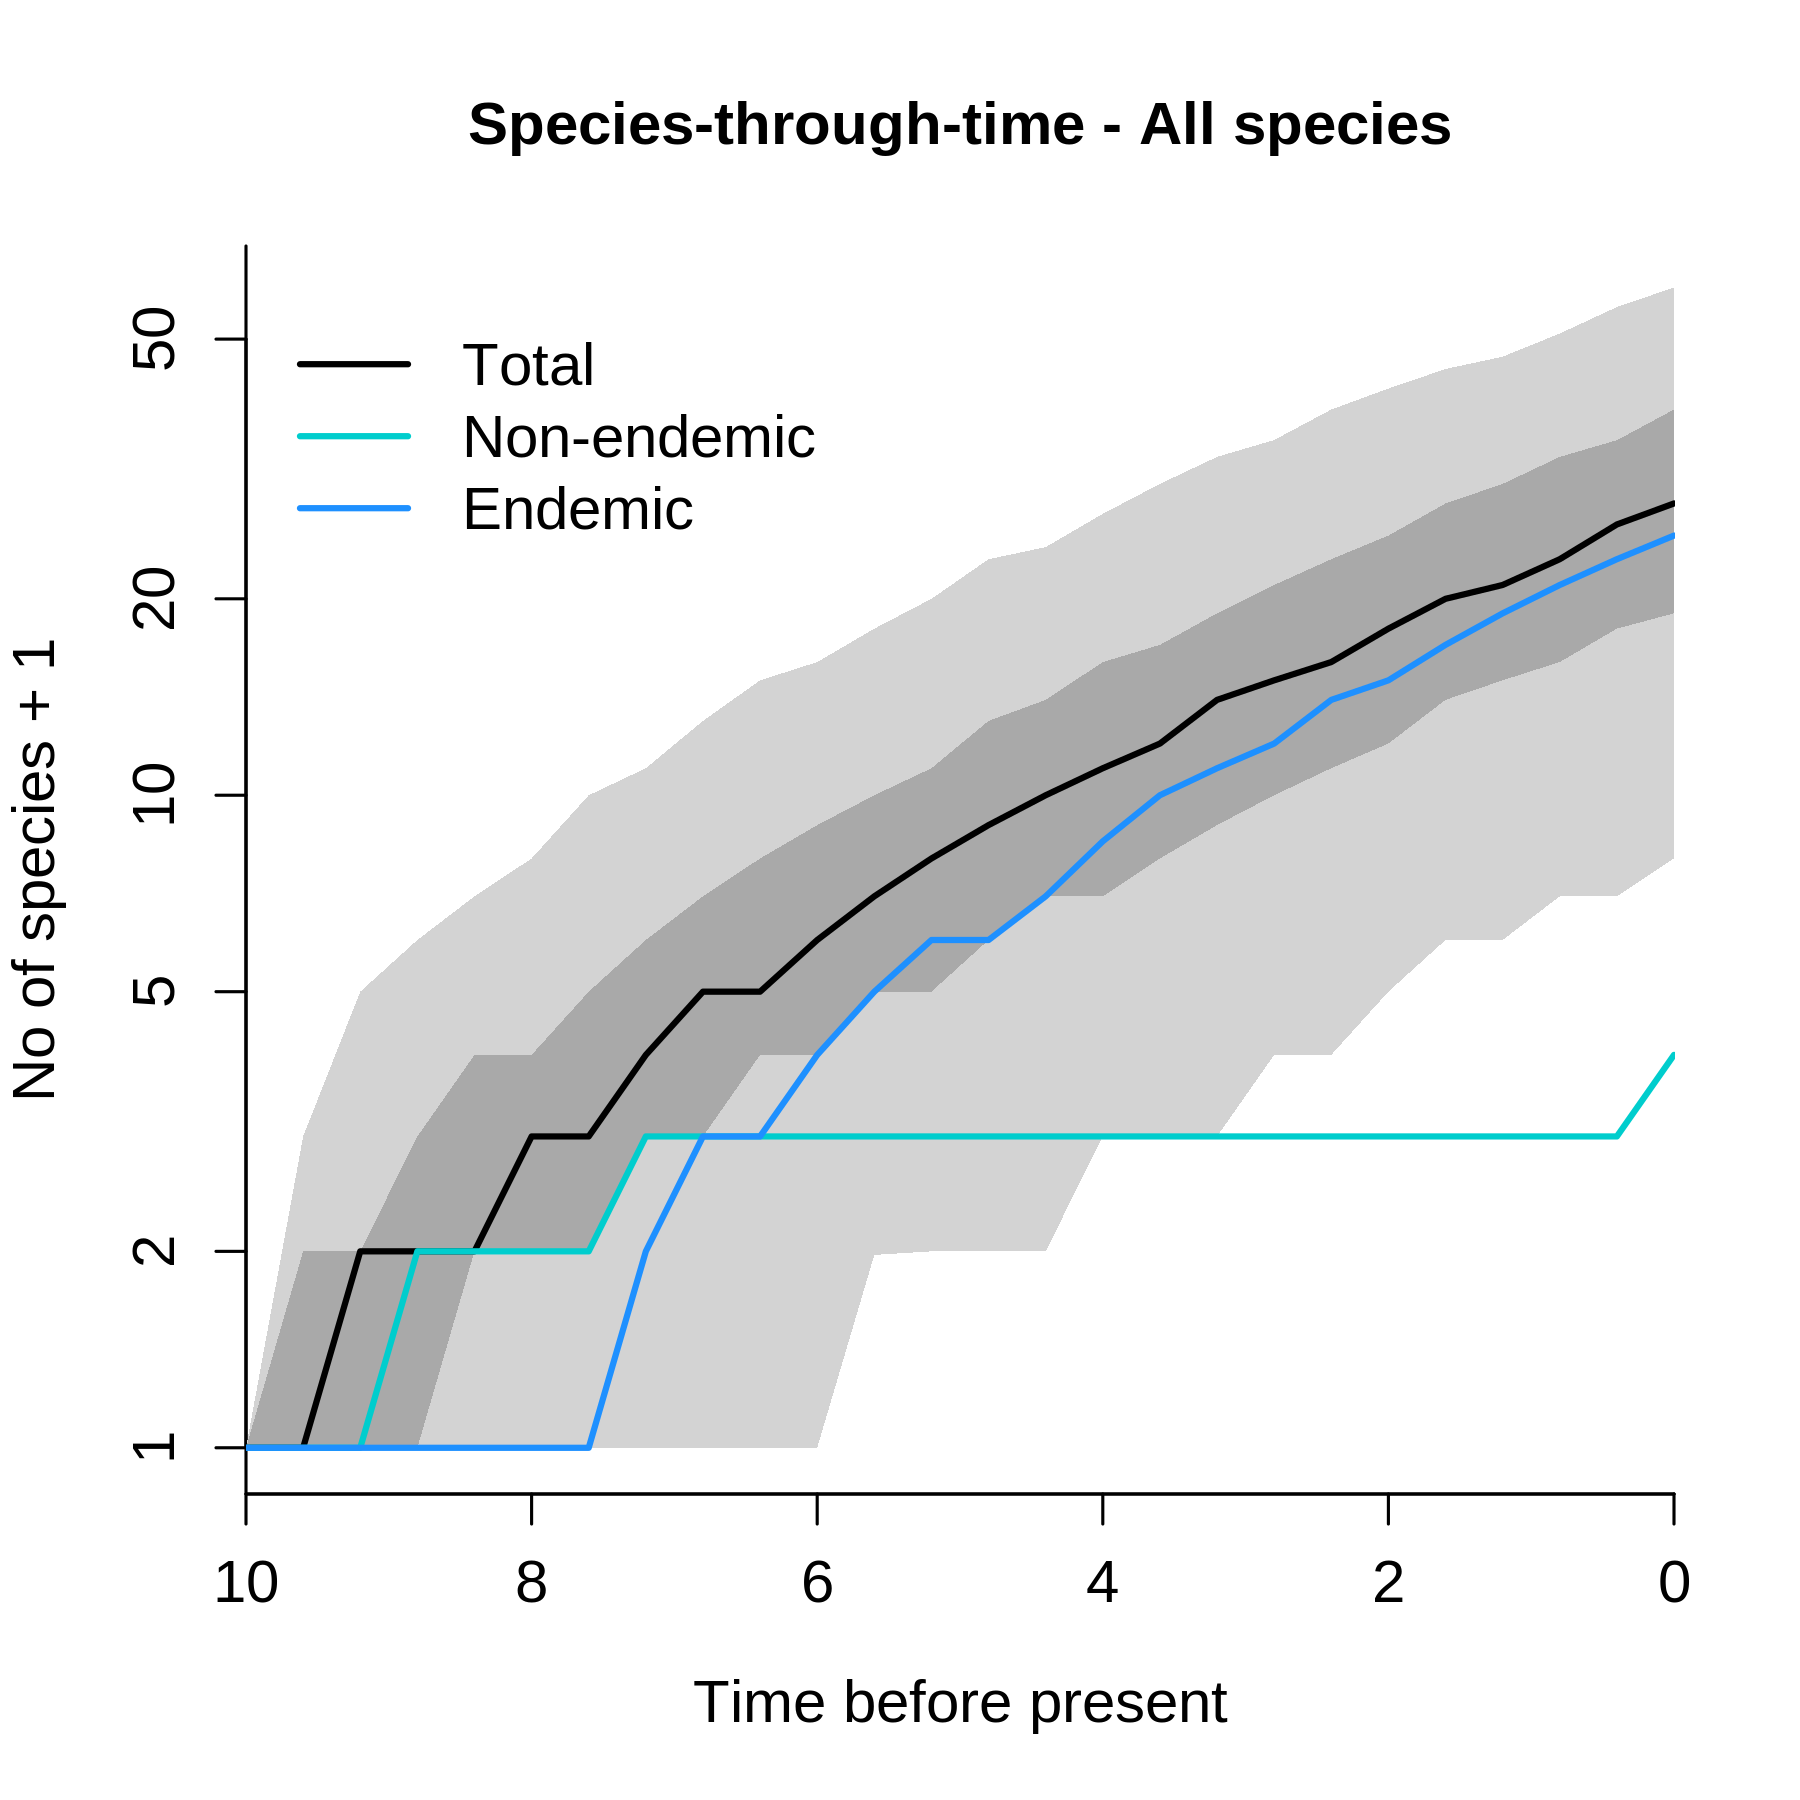 Species-through-time - All species
50
20
10
5
2
1
No of species + 1
Total
Non-endemic
Endemic
10 8 6 4 2 0
Time before present